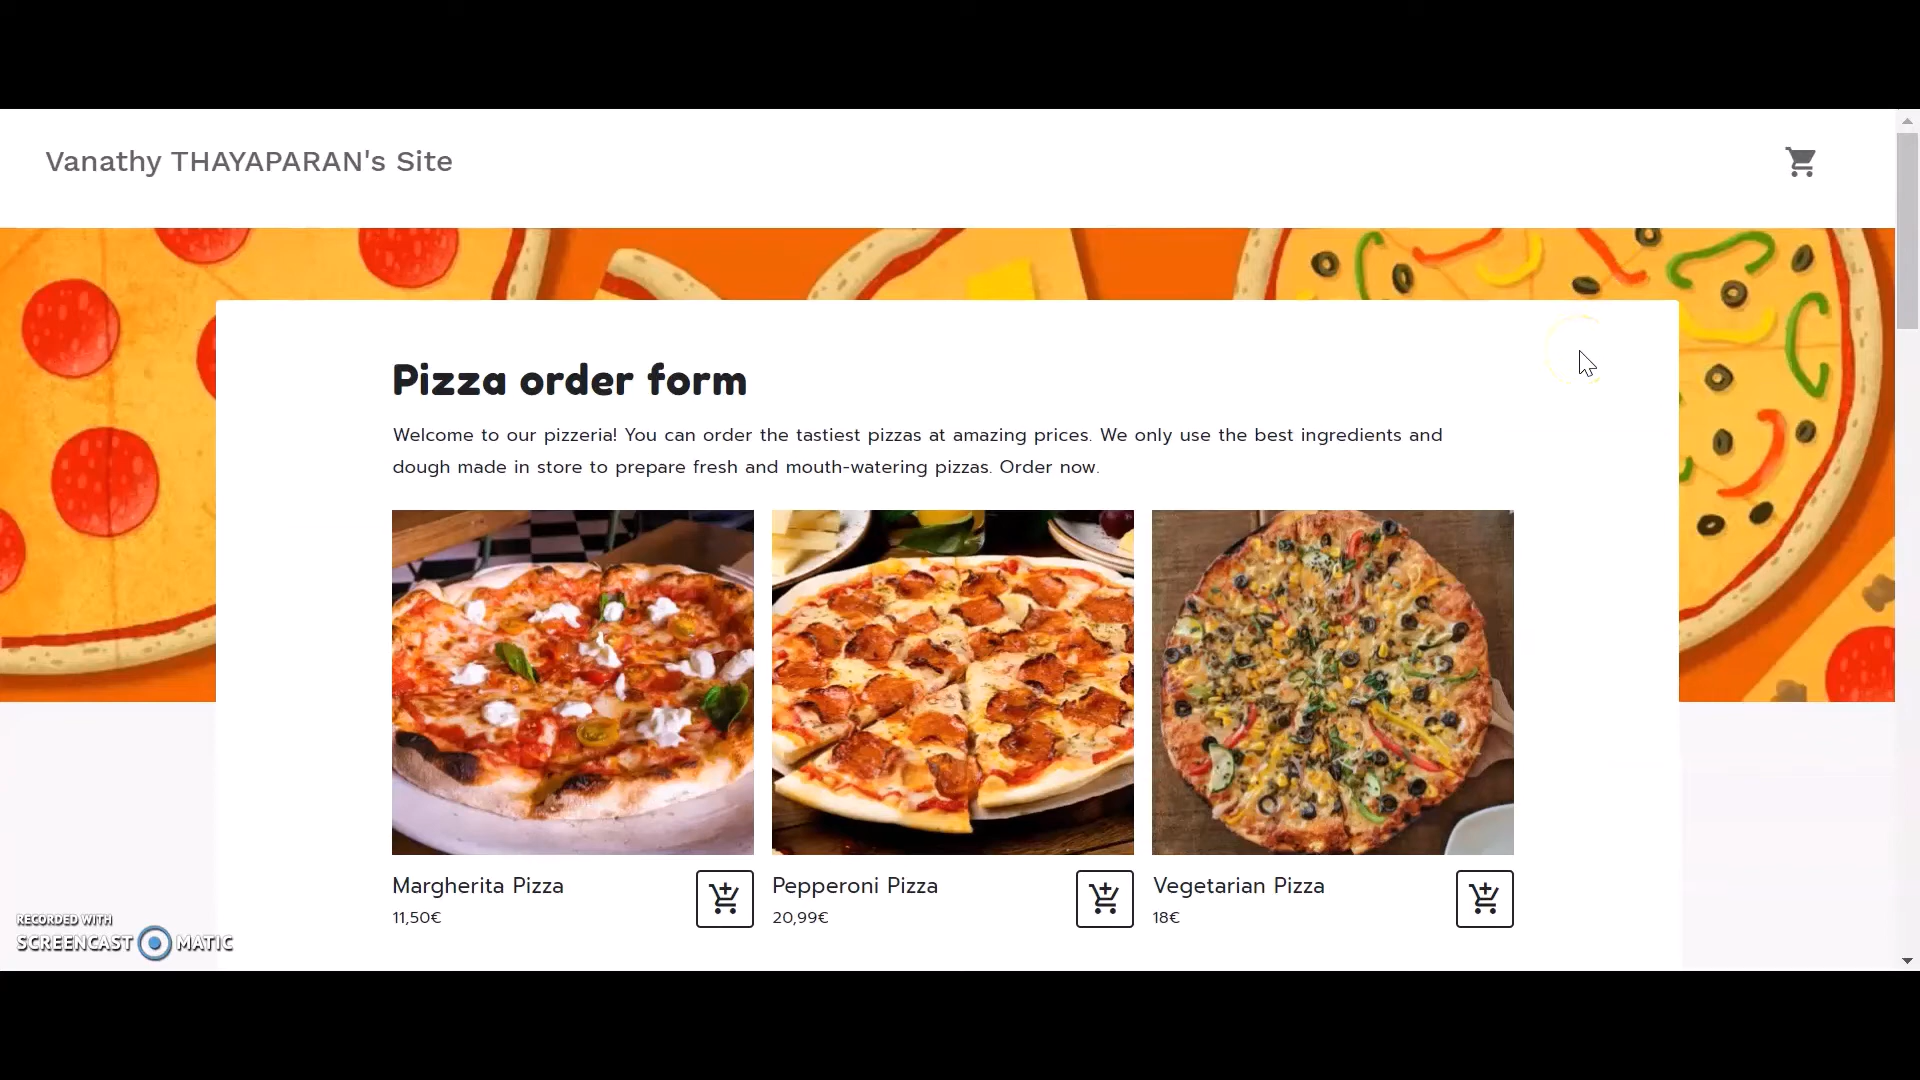 Vanathy THAYAPARAN's Site
Pizza order form
Welcome to our pizzeria! You can order the tastiest pizzas at amazing prices. We only use the best ingredients and
dough made in store to prepare fresh and mouth-watering pizzas. Order now.
Margherita Pizza
11,50€
Pepperoni Pizza
20,99€
Vegetarian Pizza
18€
RECORDED WITH
SCREENCAST MATIC